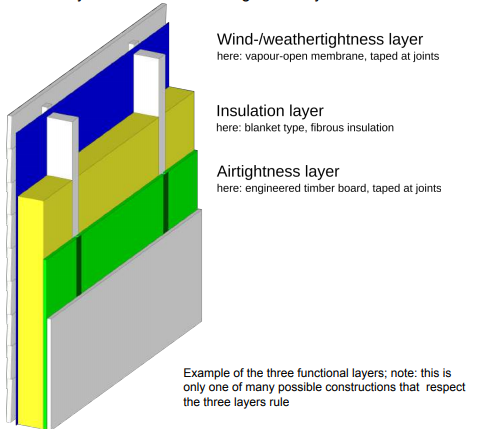 Wind-/weathertightness layer
here: vapour-open membrane, taped at joints
Insulation layer
here: blanket type, fibrous insulation
Airtightness layer
here: engineered timber board, taped at joints
Example of the three functional layers; note: this is
only one of many possible constructions that respect
the three layers rule